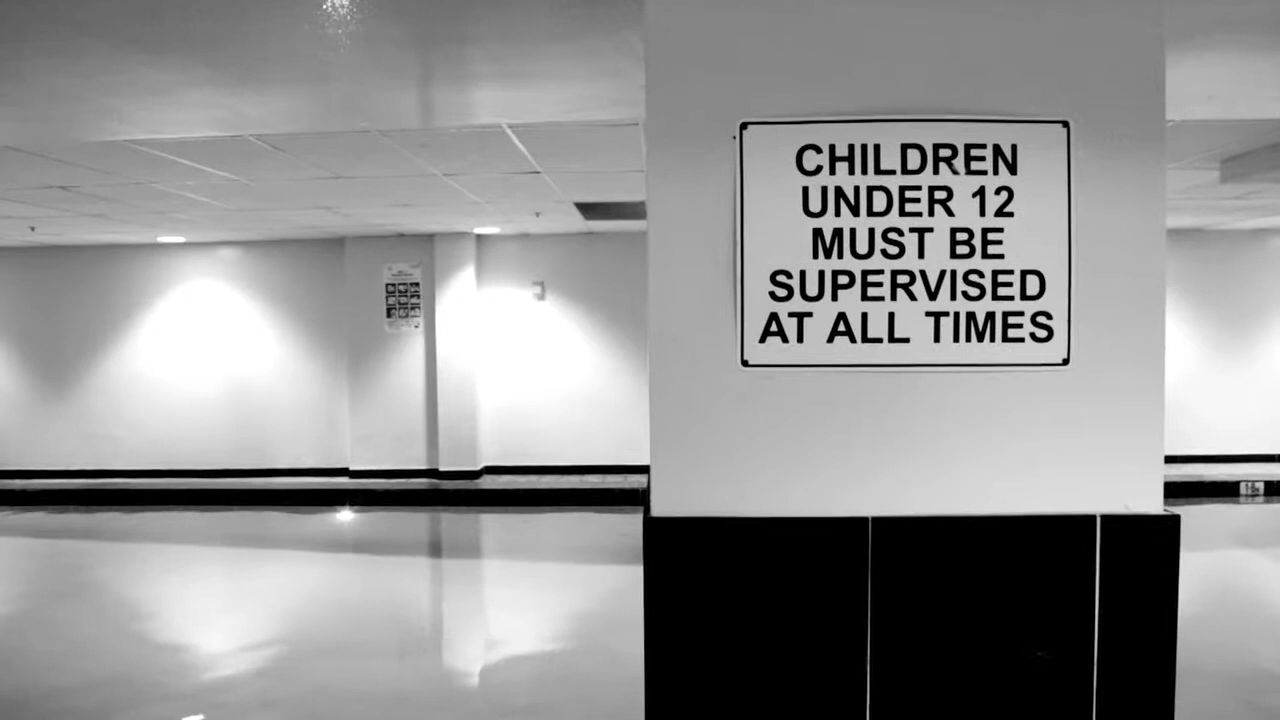 CHILDREN
UNDER 12
MUST BE
SUPERVISED
AT ALL TIMES